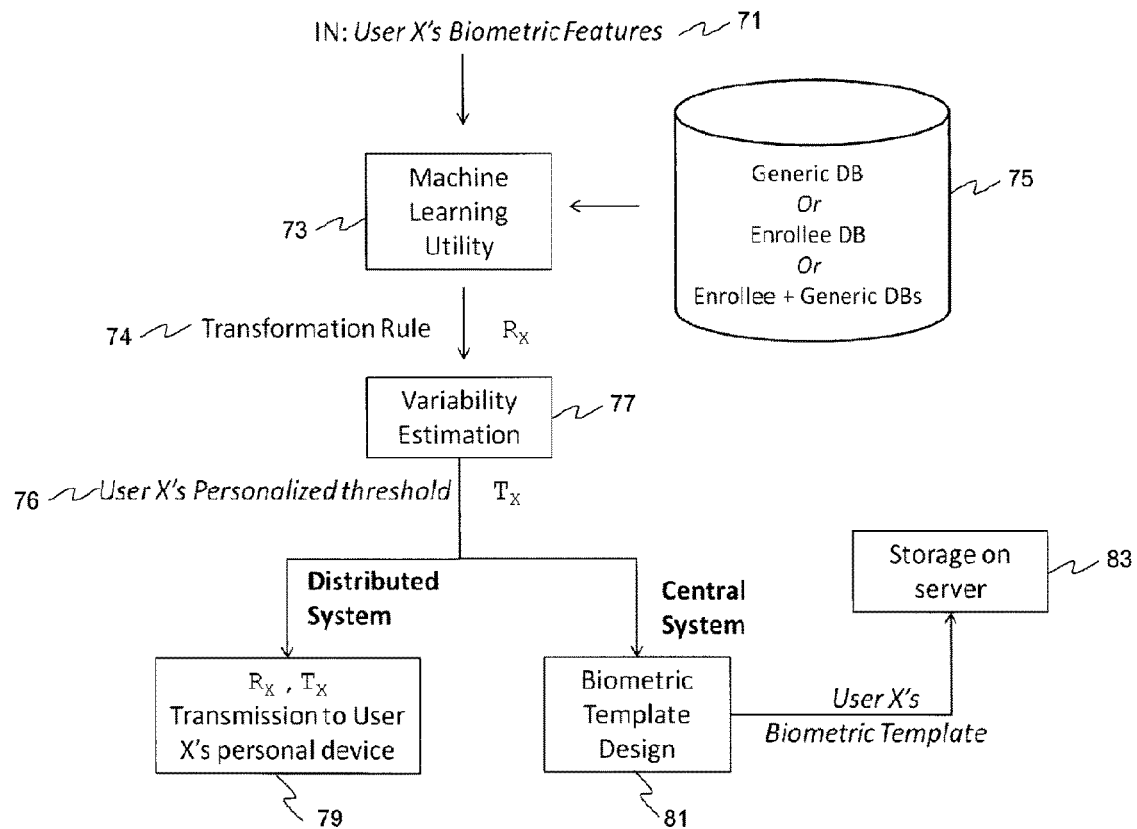 IN: User X's Biometric Features 71
Machine
Learning
Utility
73
Generic DB
Or
Enrollee DB
Or
Enrollee + Generic DBs
75
74 Transformation Rule R_X
Variability
Estimation
77
76 User X's Personalized threshold T_X
Distributed
System
Central
System
Storage on
server
83
R_X , T_X
Transmission to User
X's personal device
79
Biometric
Template
Design
81
User X's
Biometric Template